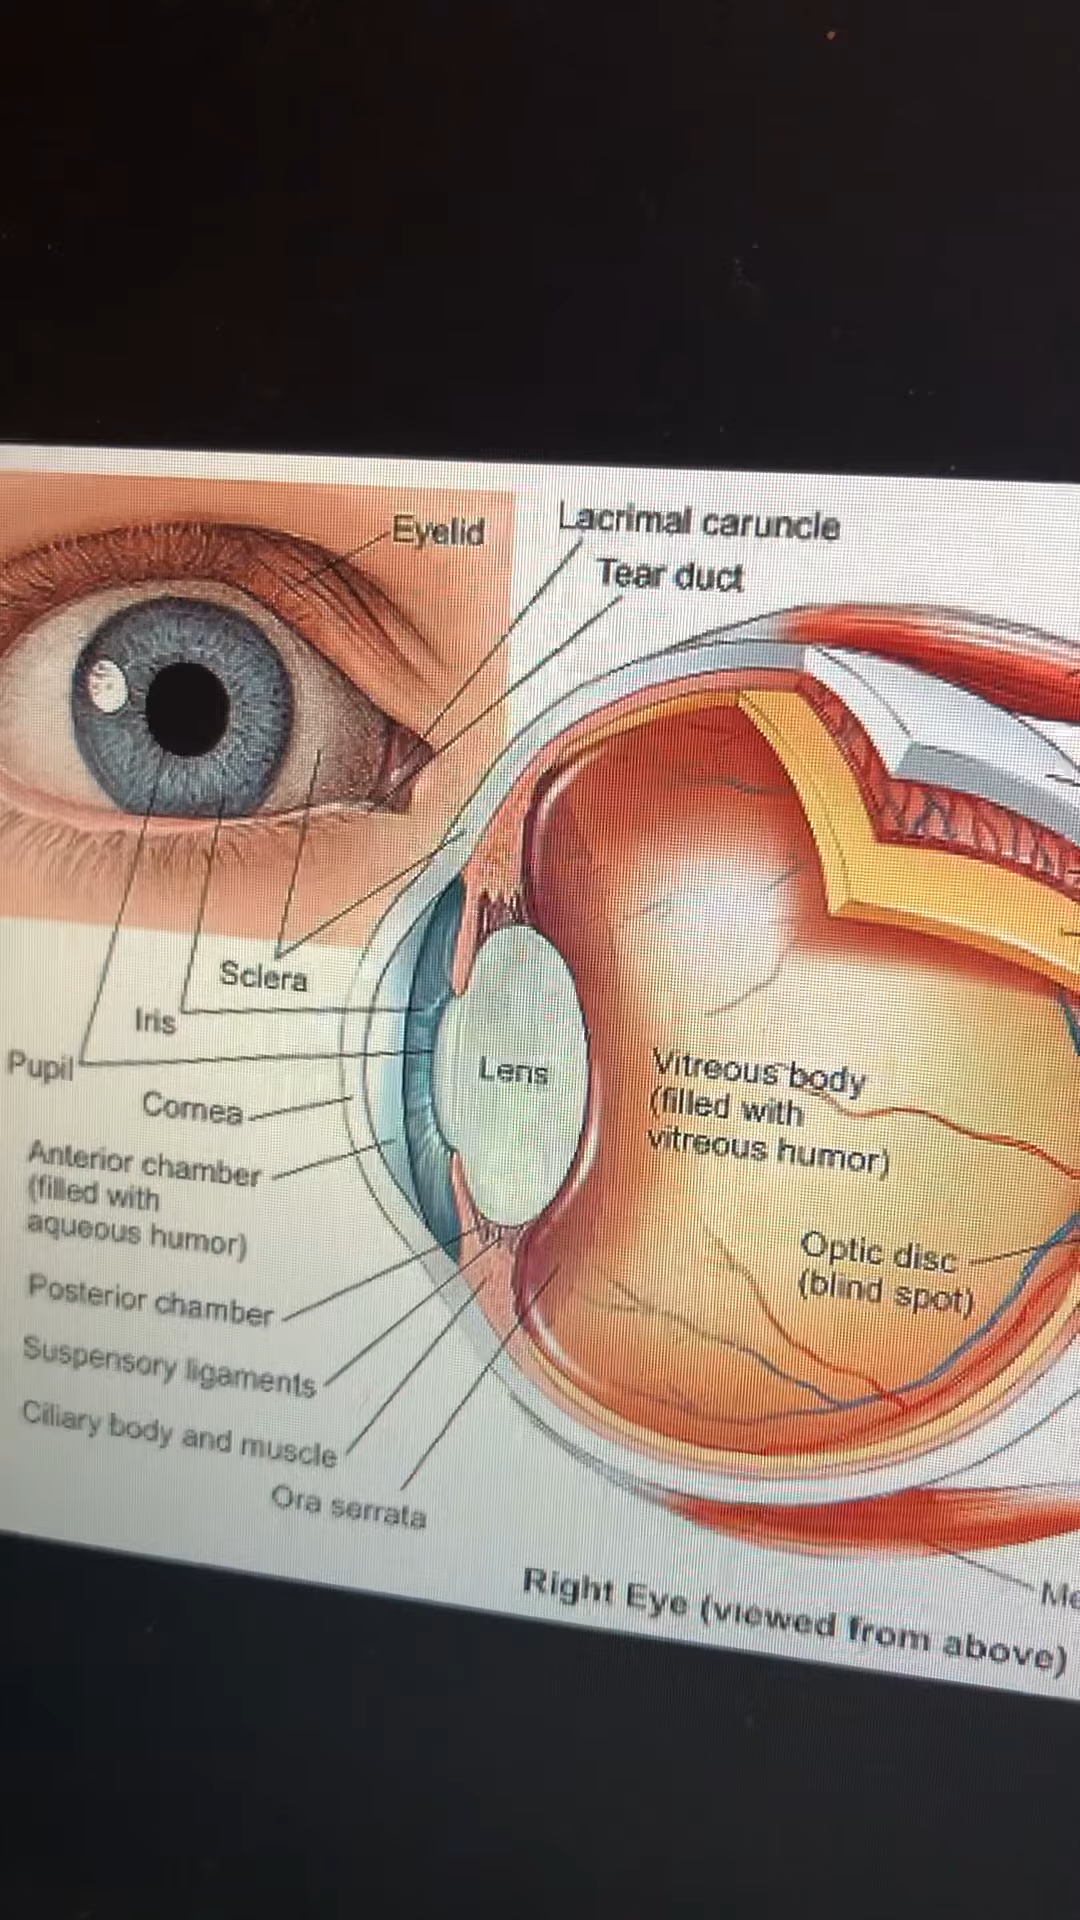 Eyelid
Lacrimal caruncle
Tear duct
Sclera
Iris
Pupil
Cornea
Anterior chamber
(filled with
aqueous humor)
Posterior chamber
Suspensory ligaments
Ciliary body and muscle
Ora serrata
Lens
Vitreous body
(filled with
vitreous humor)
Optic disc
(blind spot)
Right Eye (viewed from above)